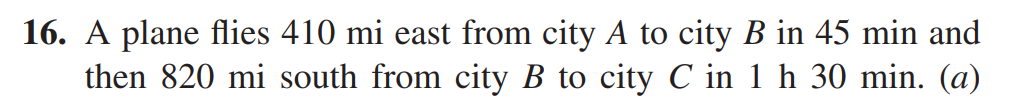 16. A plane flies 410 mi east from city A to city B in 45 min and
then 820 mi south from city B to city C in 1 h 30 min. (a)